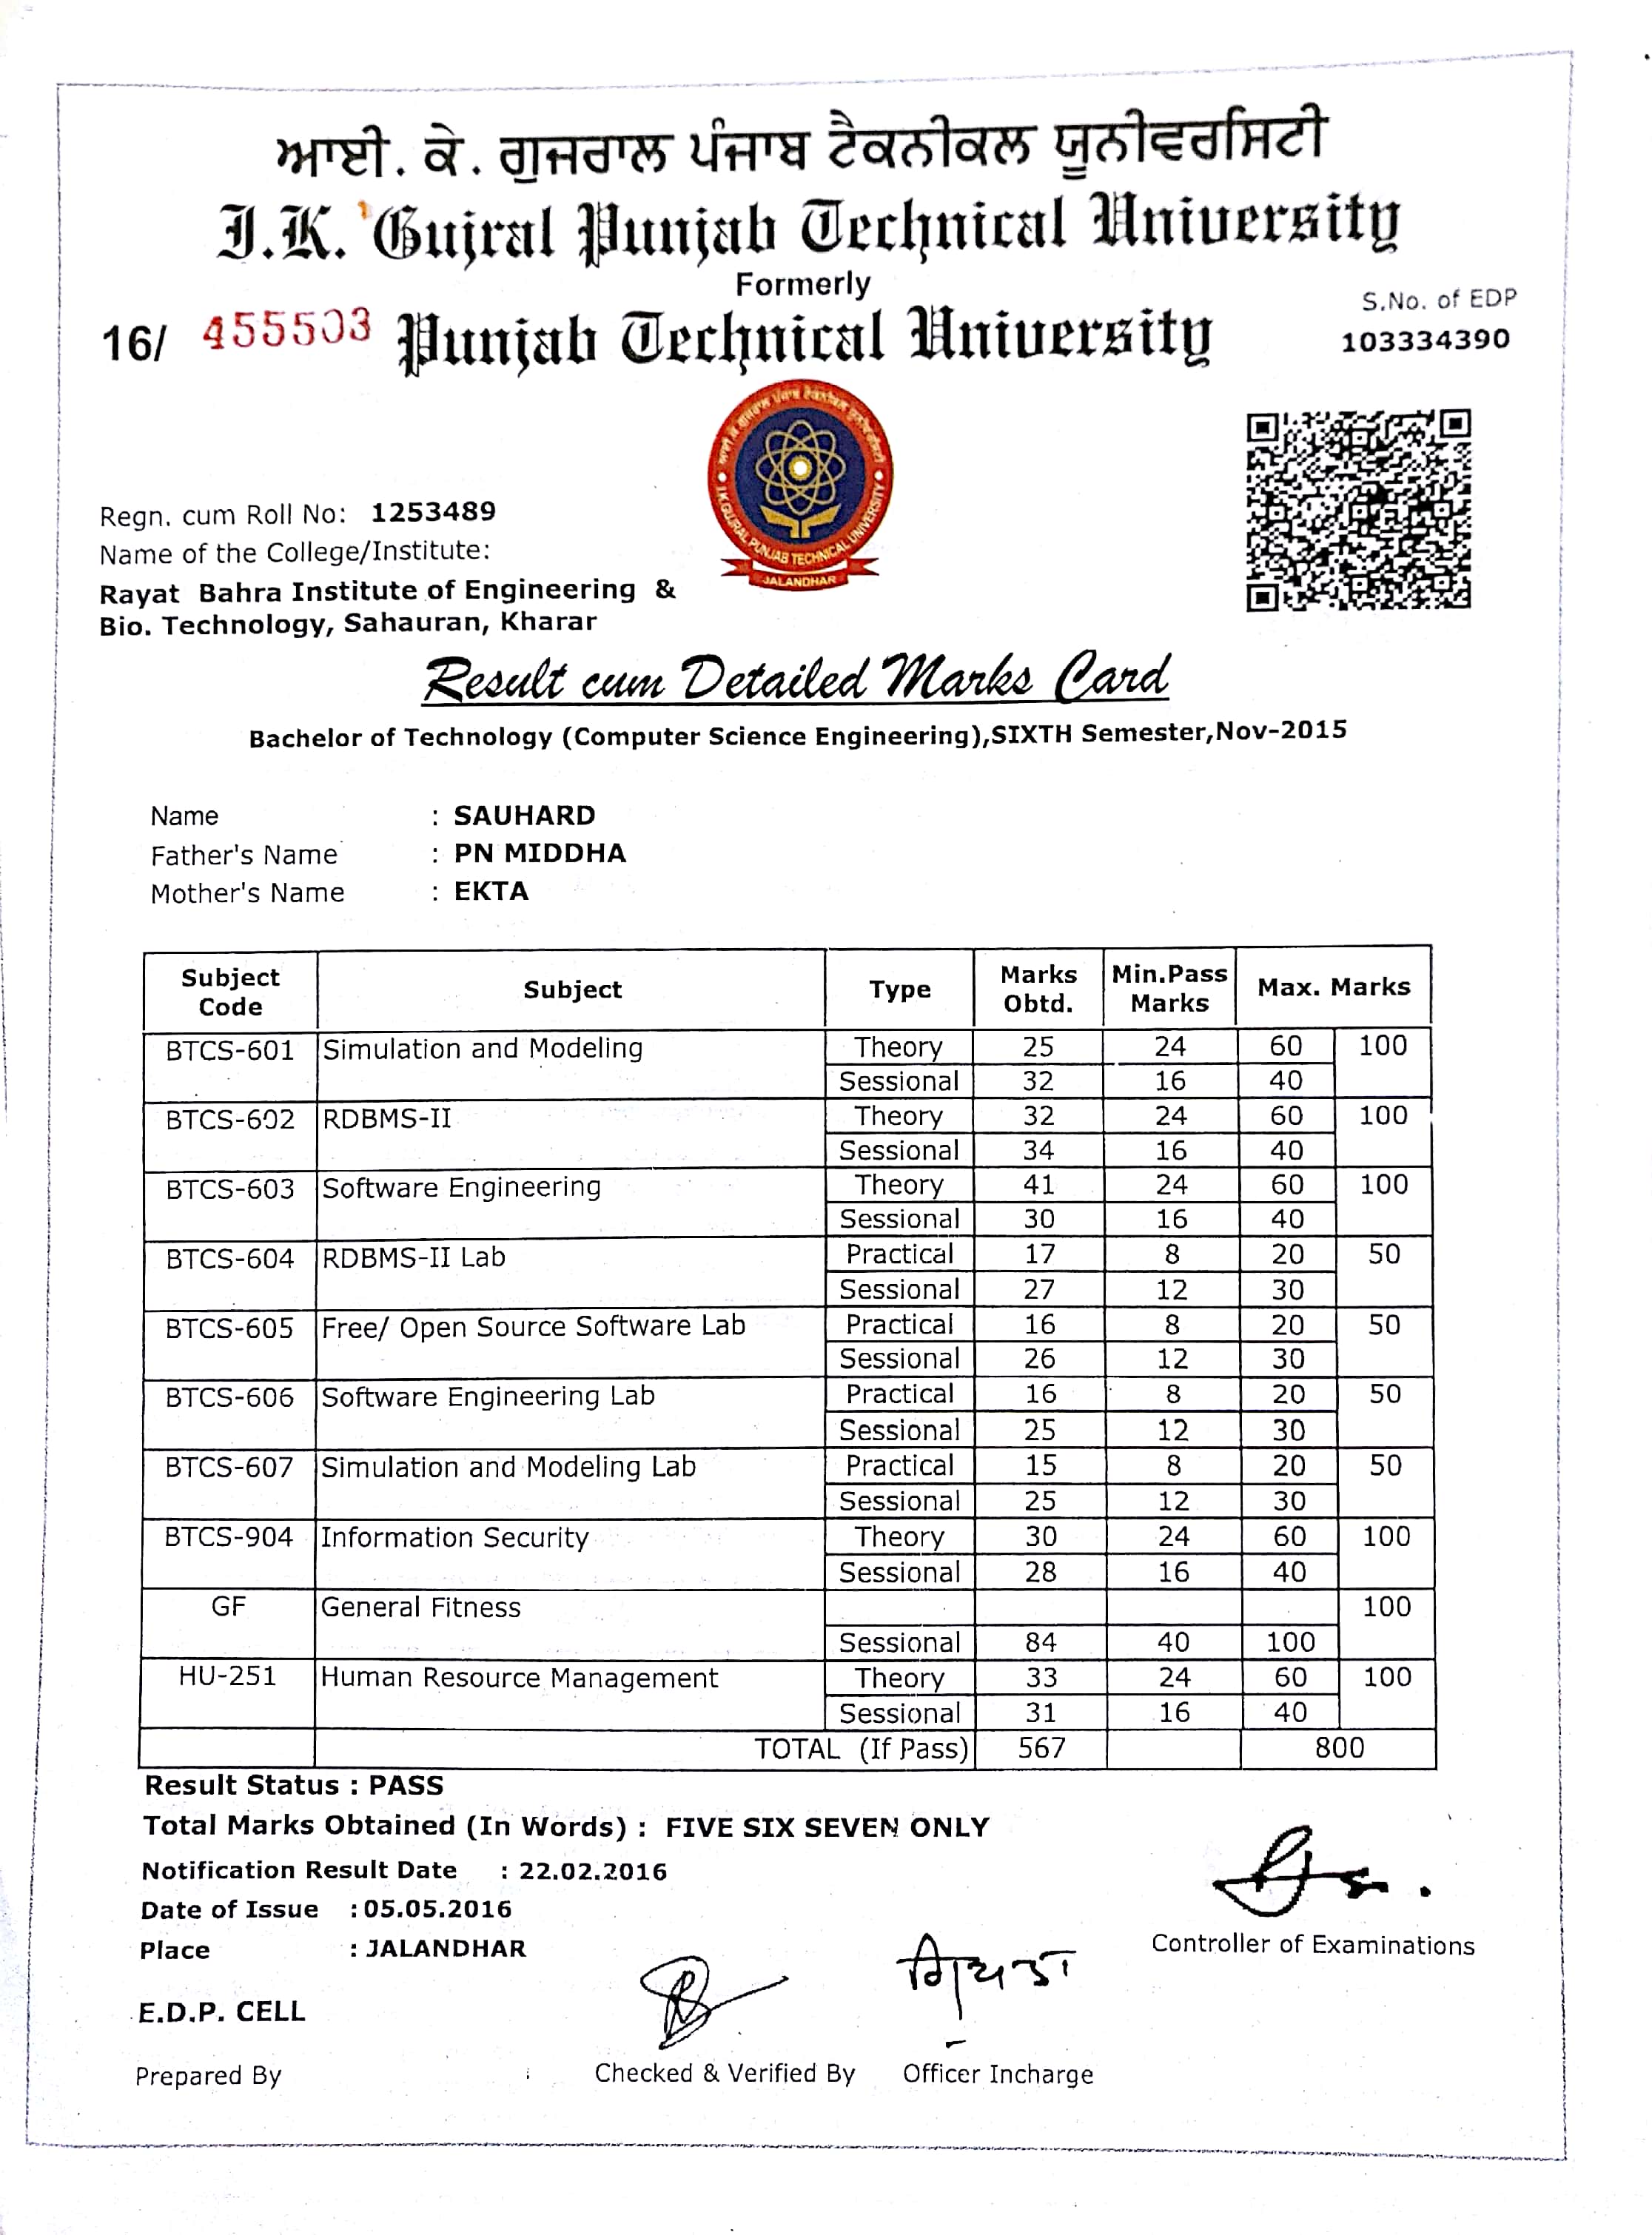 ਆਈ. ਕੇ. ਗੁਜਰਾਲ ਪੰਜਾਬ ਟੈਕਨੀਕਲ ਯੂਨੀਵਰਸਿਟੀ
I.K. Gujral Punjab Technical University
Formerly
16/ 455503 Punjab Technical University
S.No. of EDP
103334390
I.K.GUJRAL PUNJAB TECHNICAL UNIVERSITY
JALANDHAR
Regn. cum Roll No: 1253489
Name of the College/Institute:
Rayat Bahra Institute of Engineering &
Bio. Technology, Sahauran, Kharar
Result cum Detailed Marks Card
Bachelor of Technology (Computer Science Engineering),SIXTH Semester,Nov-2015
Name : SAUHARD
Father's Name : PN MIDDHA
Mother's Name : EKTA
Subject Code Subject Type Marks Obtd. Min.Pass Marks Max. Marks
BTCS-601 Simulation and Modeling Theory 25 24 60 100
Sessional 32 16 40
BTCS-602 RDBMS-II Theory 32 24 60 100
Sessional 34 16 40
BTCS-603 Software Engineering Theory 41 24 60 100
Sessional 30 16 40
BTCS-604 RDBMS-II Lab Practical 17 8 20 50
Sessional 27 12 30
BTCS-605 Free/ Open Source Software Lab Practical 16 8 20 50
Sessional 26 12 30
BTCS-606 Software Engineering Lab Practical 16 8 20 50
Sessional 25 12 30
BTCS-607 Simulation and Modeling Lab Practical 15 8 20 50
Sessional 25 12 30
BTCS-904 Information Security Theory 30 24 60 100
Sessional 28 16 40
GF General Fitness 100
Sessional 84 40 100
HU-251 Human Resource Management Theory 33 24 60 100
Sessional 31 16 40
TOTAL (If Pass) 567 800
Result Status : PASS
Total Marks Obtained (In Words) : FIVE SIX SEVEN ONLY
Notification Result Date : 22.02.2016
Date of Issue : 05.05.2016
Place : JALANDHAR
Controller of Examinations
E.D.P. CELL
Prepared By Checked & Verified By Officer Incharge